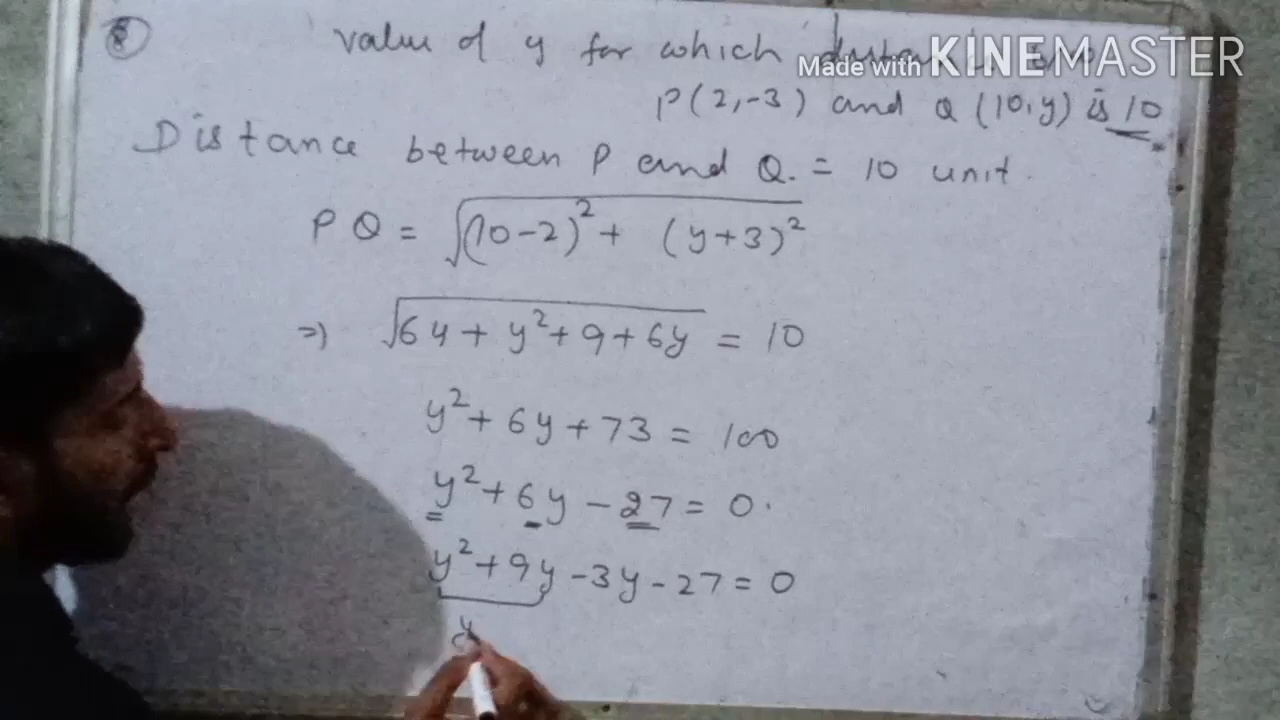 8
value of y for which
Made with KINEMASTER
P(2,-3) and Q (10,y) is 10
Distance between P and Q. = 10 unit.
PQ = √(10-2)² + (y+3)²
⇒ √64 + y² + 9 + 6y = 10
y² + 6y + 73 = 100
y² + 6y - 27 = 0.
y² + 9y - 3y - 27 = 0
y